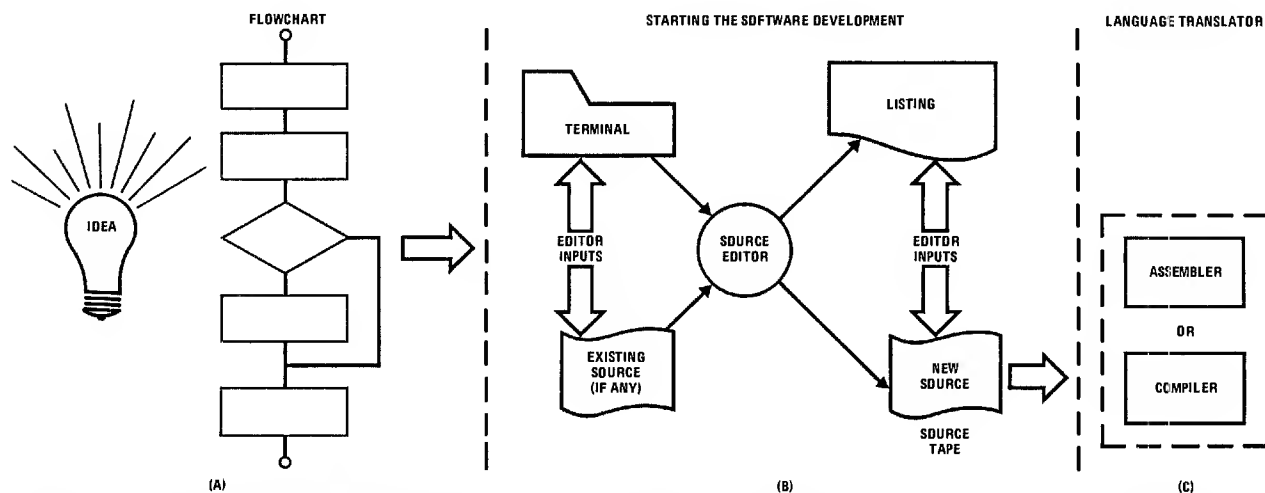 FLOWCHART
STARTING THE SOFTWARE DEVELOPMENT
LANGUAGE TRANSLATOR
IDEA
TERMINAL
LISTING
EDITOR
INPUTS
SOURCE
EDITOR
EDITOR
INPUTS
EXISTING
SOURCE
(IF ANY)
NEW
SOURCE
SOURCE
TAPE
ASSEMBLER
OR
COMPILER
(A)
(B)
(C)